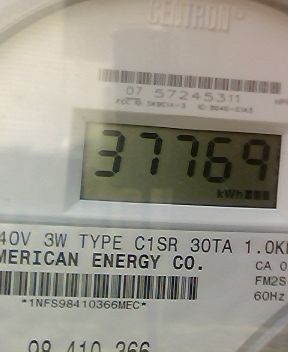 CENTRON
07 57245311
37769
kWh
40V 3W TYPE C1SR 30TA 1.0K
MERICAN ENERGY CO.
CA 0
FM2S
60Hz
*1NFS98410366MEC*
98 410 366